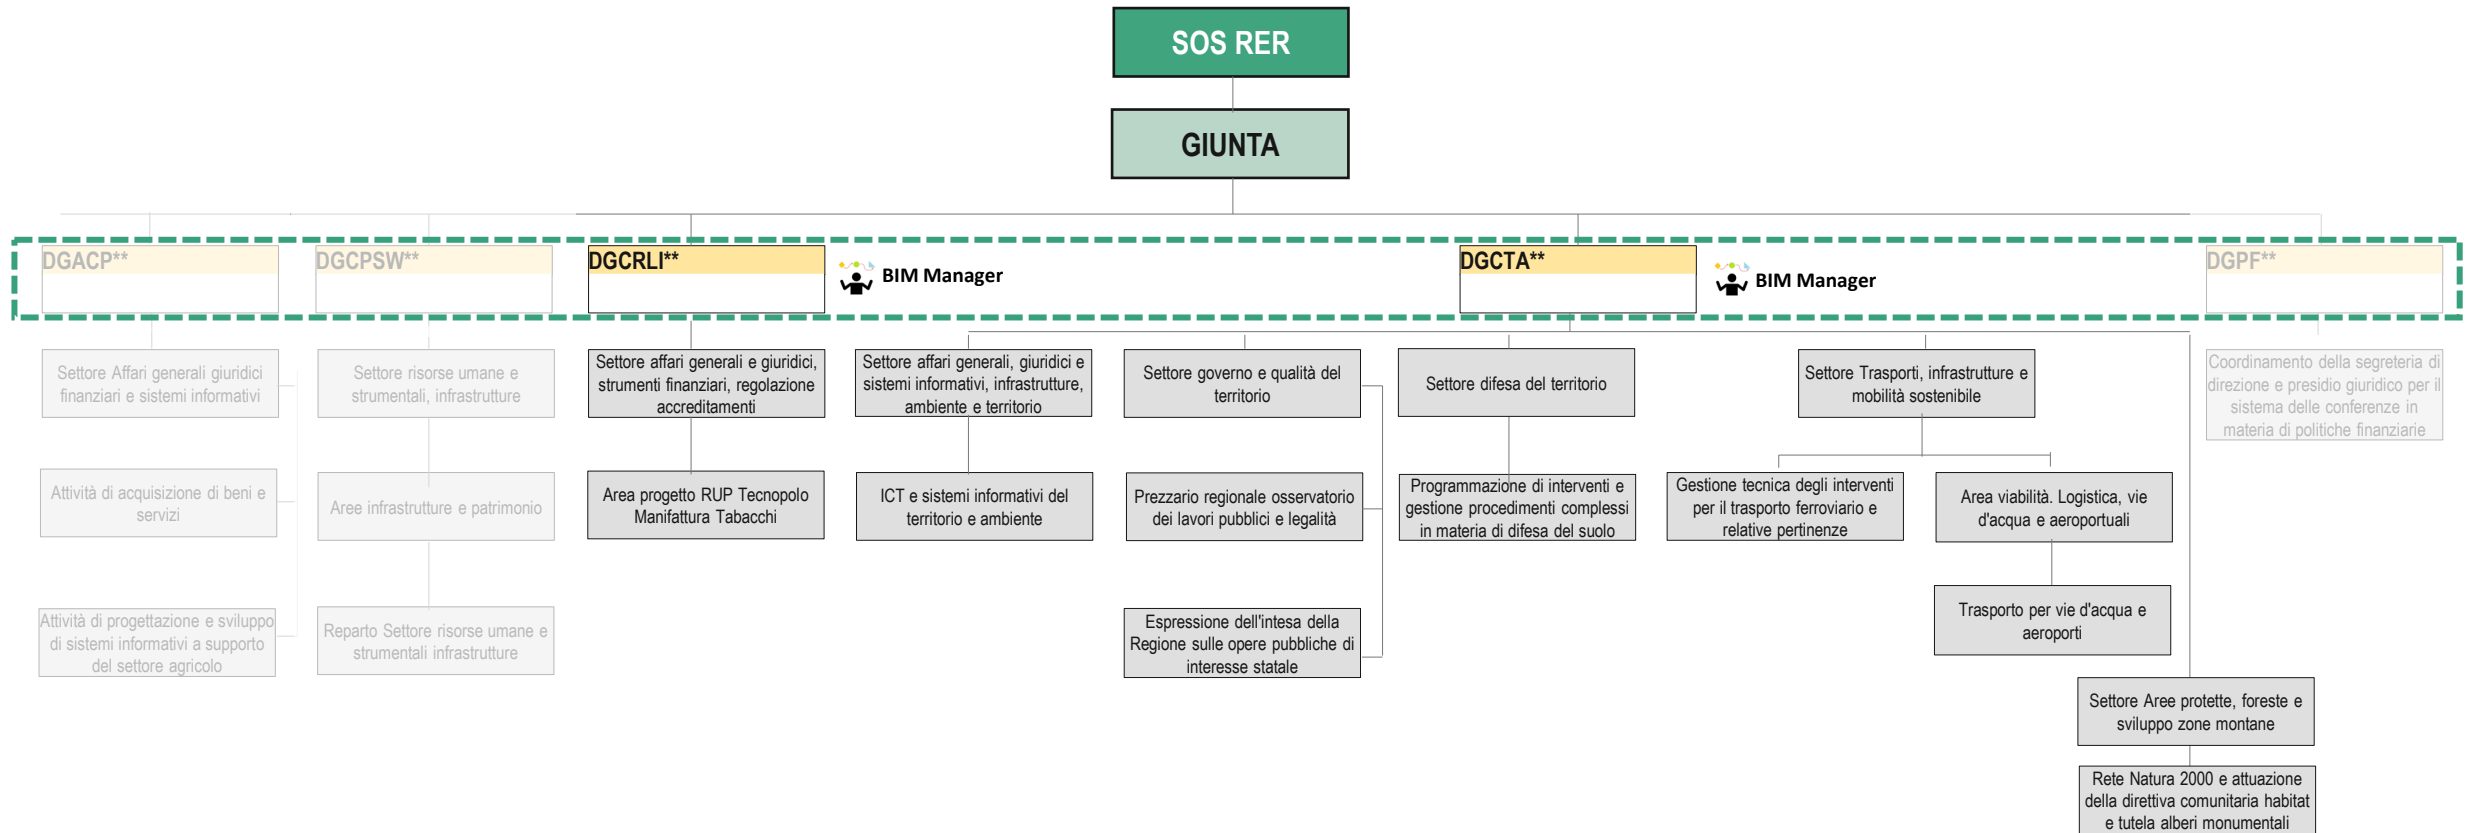 SOS RER
GIUNTA
DGACP**
DGCPSW**
DGCRLI**
BIM Manager
DGCTA**
BIM Manager
DGPF**
Settore Affari generali giuridici
finanziari e sistemi informativi
Settore risorse umane e
strumentali, infrastrutture
Settore affari generali e giuridici,
strumenti finanziari, regolazione
accreditamenti
Settore affari generali, giuridici e
sistemi informativi, infrastrutture,
ambiente e territorio
Settore governo e qualità del
territorio
Settore difesa del territorio
Settore Trasporti, infrastrutture e
mobilità sostenibile
Coordinamento della segreteria di
direzione e presidio giuridico per il
sistema delle conferenze in
materia di politiche finanziarie
Attività di acquisizione di beni e
servizi
Aree infrastrutture e patrimonio
Area progetto RUP Tecnopolo
Manifattura Tabacchi
ICT e sistemi informativi del
territorio e ambiente
Prezzario regionale osservatorio
dei lavori pubblici e legalità
Programmazione di interventi e
gestione procedimenti complessi
in materia di difesa del suolo
Gestione tecnica degli interventi
per il trasporto ferroviario e
relative pertinenze
Area viabilità. Logistica, vie
d'acqua e aeroportuali
Attività di progettazione e sviluppo
di sistemi informativi a supporto
del settore agricolo
Reparto Settore risorse umane e
strumentali infrastrutture
Espressione dell'intesa della
Regione sulle opere pubbliche di
interesse statale
Trasporto per vie d'acqua e
aeroporti
Settore Aree protette, foreste e
sviluppo zone montane
Rete Natura 2000 e attuazione
della direttiva comunitaria habitat
e tutela alberi monumentali